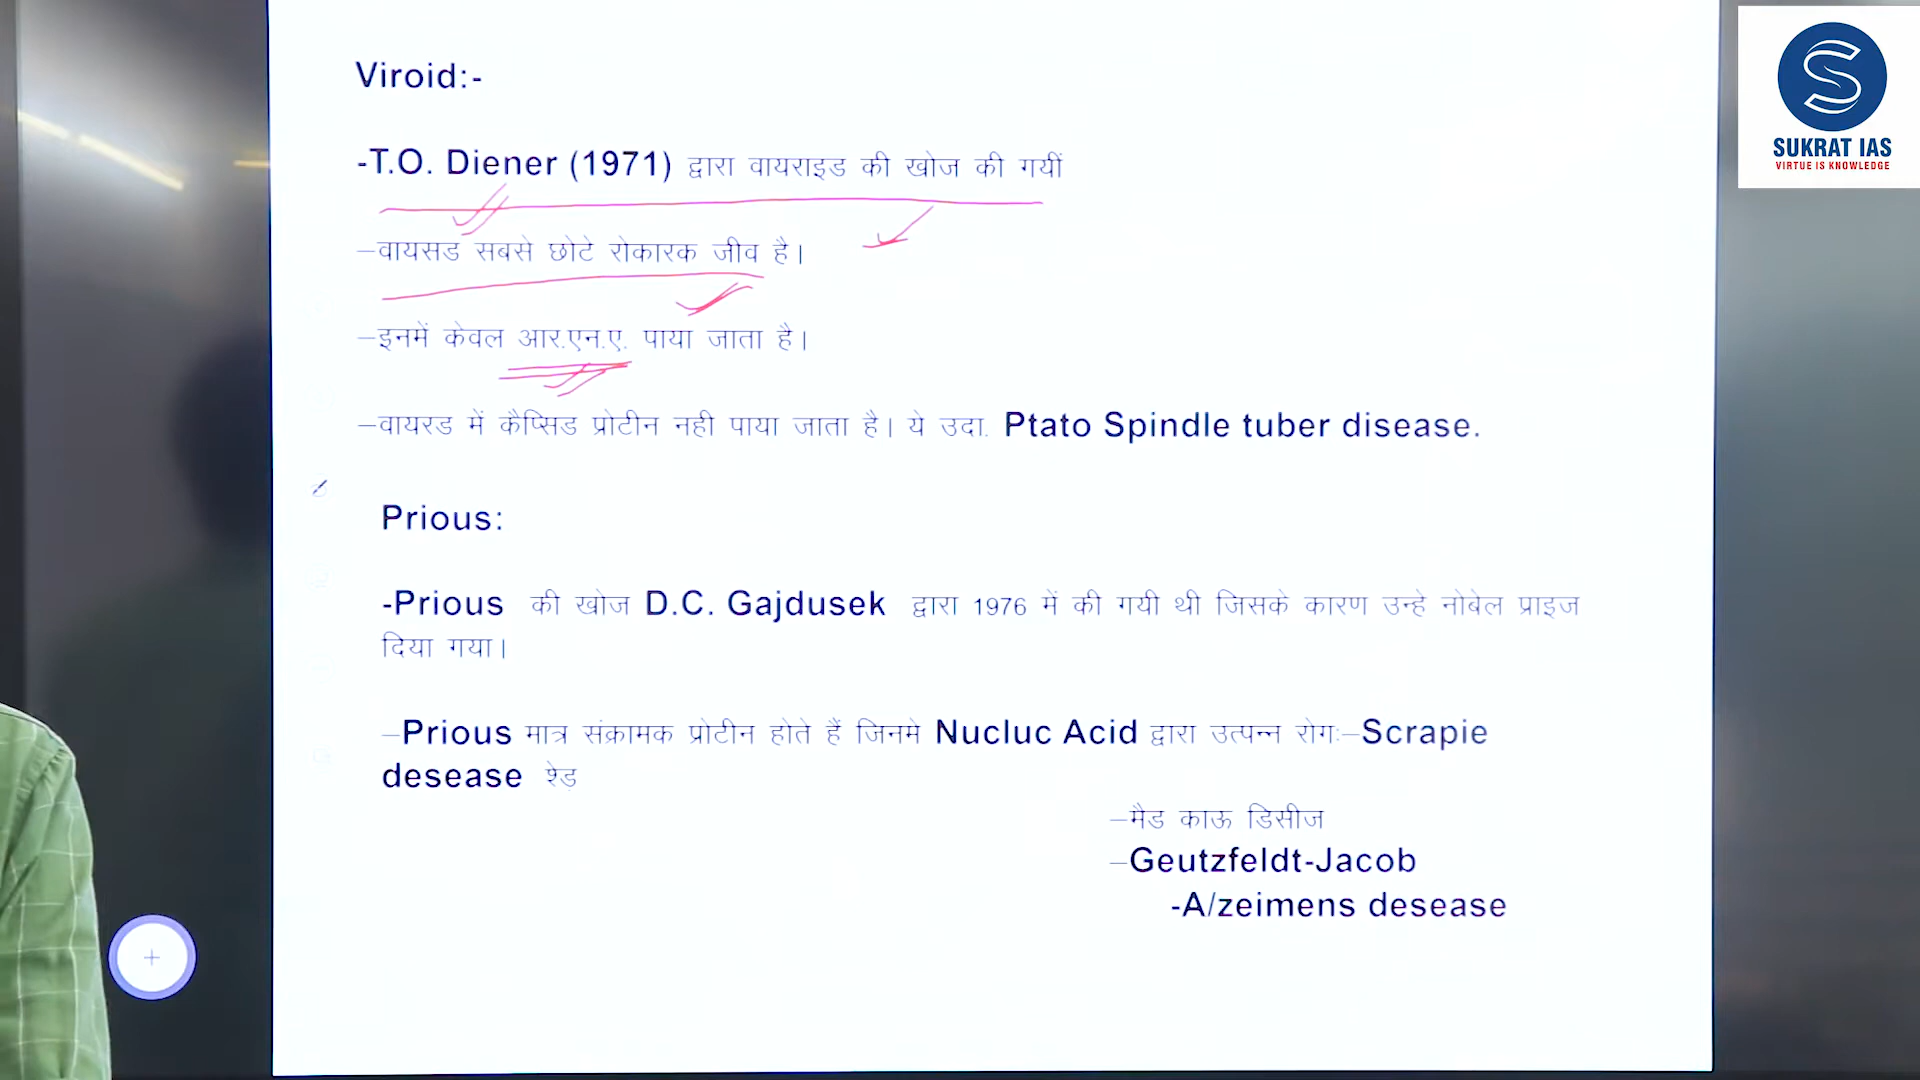 SUKRAT IAS
VIRTUE IS KNOWLEDGE
Viroid:-
-T.O. Diener (1971) द्वारा वायराइड की खोज की गयीं
–वायसड सबसे छोटे रोकारक जीव है।
–इनमें केवल आर.एन.ए. पाया जाता है।
–वायरड में कैप्सिड प्रोटीन नही पाया जाता है। ये उदा. Ptato Spindle tuber disease.
Prious:
-Prious की खोज D.C. Gajdusek द्वारा 1976 में की गयी थी जिसके कारण उन्हे नोबेल प्राइज
दिया गया।
–Prious मात्र संक्रामक प्रोटीन होते हैं जिनमे Nucluc Acid द्वारा उत्पन्न रोगः–Scrapie
desease श्ेड़
–मैड काऊ डिसीज
–Geutzfeldt-Jacob
-A/zeimens desease